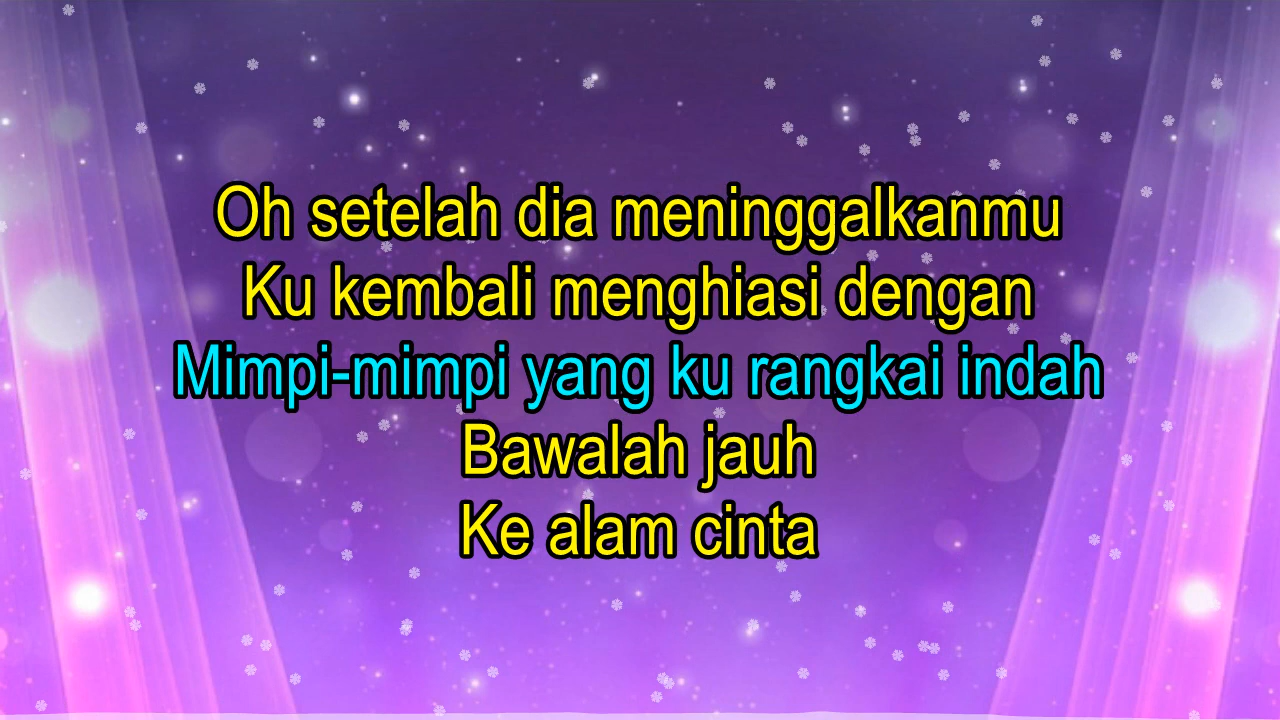 Oh setelah dia meninggalkanmu
Ku kembali menghiasi dengan
Mimpi-mimpi yang ku rangkai indah
Bawalah jauh
Ke alam cinta